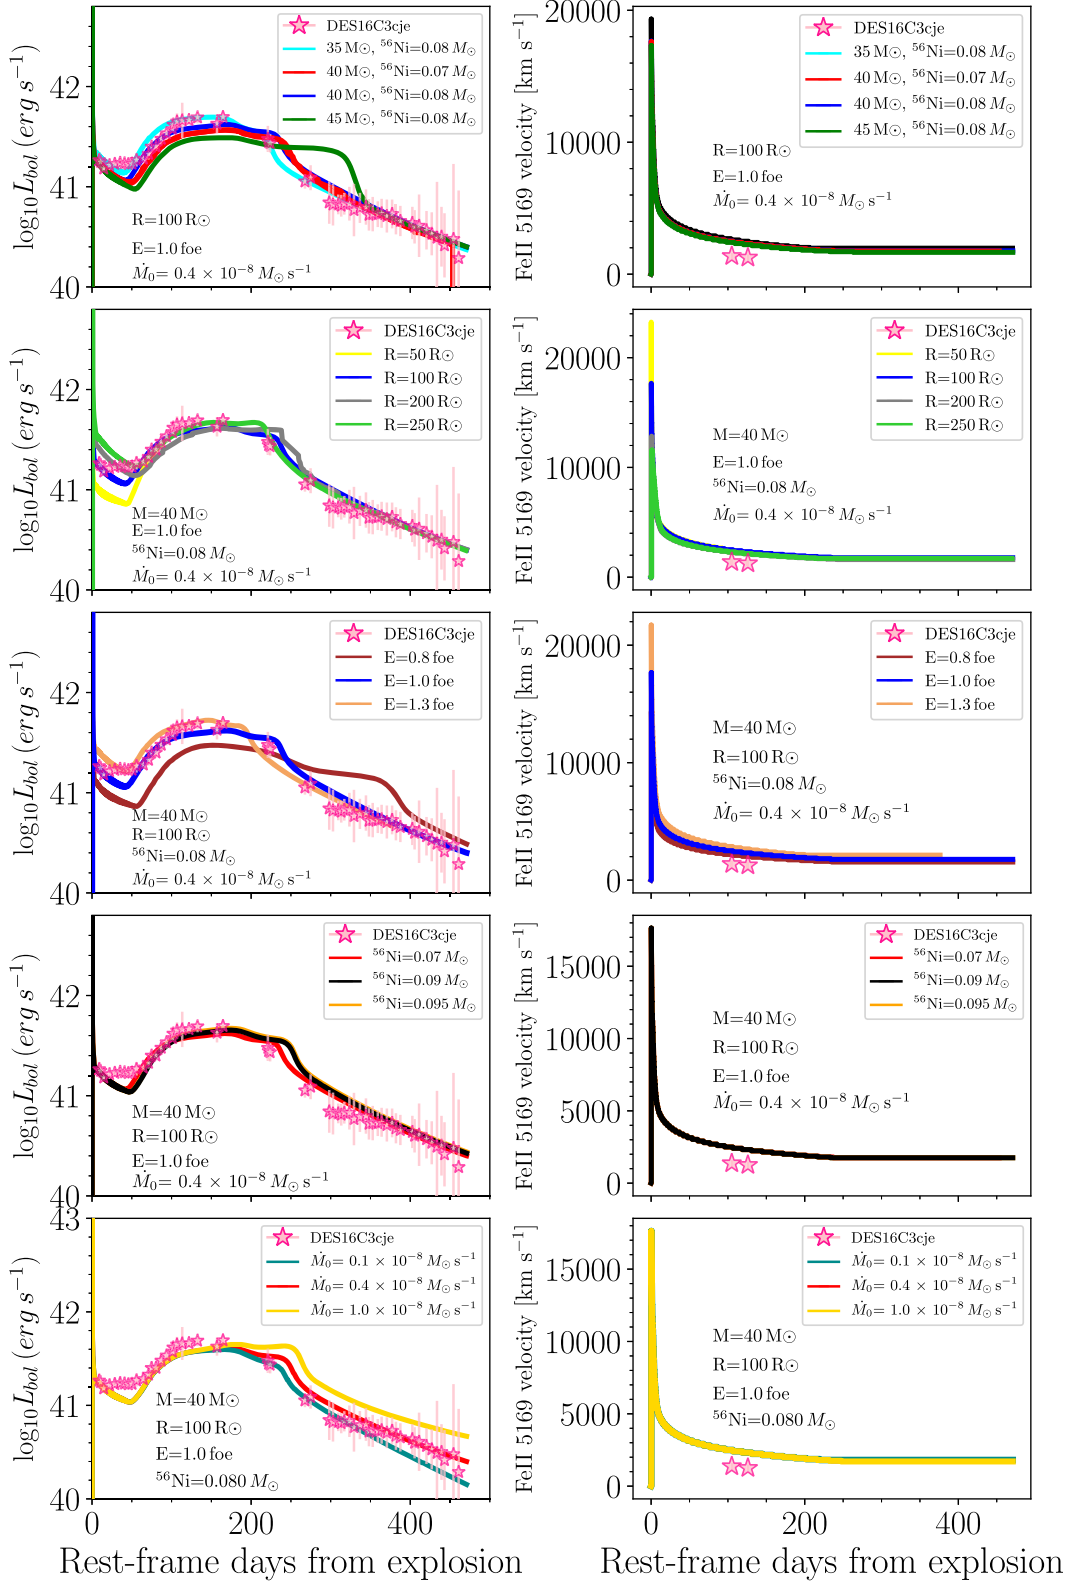 log₁₀L_bol (erg s⁻¹)
42
41
40
DES16C3cje
35 M⊙, ⁵⁶Ni=0.08 M⊙
40 M⊙, ⁵⁶Ni=0.07 M⊙
40 M⊙, ⁵⁶Ni=0.08 M⊙
45 M⊙, ⁵⁶Ni=0.08 M⊙
R=100 R⊙
E=1.0 foe
Ṁ₀= 0.4 × 10⁻⁸ M⊙ s⁻¹
FeII 5169 velocity [km s⁻¹]
20000
10000
0
DES16C3cje
35 M⊙, ⁵⁶Ni=0.08 M⊙
40 M⊙, ⁵⁶Ni=0.07 M⊙
40 M⊙, ⁵⁶Ni=0.08 M⊙
45 M⊙, ⁵⁶Ni=0.08 M⊙
R=100 R⊙
E=1.0 foe
Ṁ₀= 0.4 × 10⁻⁸ M⊙ s⁻¹
log₁₀L_bol (erg s⁻¹)
42
41
40
DES16C3cje
R=50 R⊙
R=100 R⊙
R=200 R⊙
R=250 R⊙
M=40 M⊙
E=1.0 foe
⁵⁶Ni=0.08 M⊙
Ṁ₀= 0.4 × 10⁻⁸ M⊙ s⁻¹
FeII 5169 velocity [km s⁻¹]
20000
10000
0
DES16C3cje
R=50 R⊙
R=100 R⊙
R=200 R⊙
R=250 R⊙
M=40 M⊙
E=1.0 foe
⁵⁶Ni=0.08 M⊙
Ṁ₀= 0.4 × 10⁻⁸ M⊙ s⁻¹
log₁₀L_bol (erg s⁻¹)
42
41
40
DES16C3cje
E=0.8 foe
E=1.0 foe
E=1.3 foe
M=40 M⊙
R=100 R⊙
⁵⁶Ni=0.08 M⊙
Ṁ₀= 0.4 × 10⁻⁸ M⊙ s⁻¹
FeII 5169 velocity [km s⁻¹]
20000
10000
0
DES16C3cje
E=0.8 foe
E=1.0 foe
E=1.3 foe
M=40 M⊙
R=100 R⊙
⁵⁶Ni=0.08 M⊙
Ṁ₀= 0.4 × 10⁻⁸ M⊙ s⁻¹
log₁₀L_bol (erg s⁻¹)
42
41
40
DES16C3cje
⁵⁶Ni=0.07 M⊙
⁵⁶Ni=0.09 M⊙
⁵⁶Ni=0.095 M⊙
M=40 M⊙
R=100 R⊙
E=1.0 foe
Ṁ₀= 0.4 × 10⁻⁸ M⊙ s⁻¹
FeII 5169 velocity [km s⁻¹]
15000
10000
5000
0
DES16C3cje
⁵⁶Ni=0.07 M⊙
⁵⁶Ni=0.09 M⊙
⁵⁶Ni=0.095 M⊙
M=40 M⊙
R=100 R⊙
E=1.0 foe
Ṁ₀= 0.4 × 10⁻⁸ M⊙ s⁻¹
log₁₀L_bol (erg s⁻¹)
43
42
41
40
DES16C3cje
Ṁ₀= 0.1 × 10⁻⁸ M⊙ s⁻¹
Ṁ₀= 0.4 × 10⁻⁸ M⊙ s⁻¹
Ṁ₀= 1.0 × 10⁻⁸ M⊙ s⁻¹
M=40 M⊙
R=100 R⊙
E=1.0 foe
⁵⁶Ni=0.080 M⊙
0 200 400
Rest-frame days from explosion
FeII 5169 velocity [km s⁻¹]
15000
10000
5000
0
DES16C3cje
Ṁ₀= 0.1 × 10⁻⁸ M⊙ s⁻¹
Ṁ₀= 0.4 × 10⁻⁸ M⊙ s⁻¹
Ṁ₀= 1.0 × 10⁻⁸ M⊙ s⁻¹
M=40 M⊙
R=100 R⊙
E=1.0 foe
⁵⁶Ni=0.080 M⊙
0 200 400
Rest-frame days from explosion